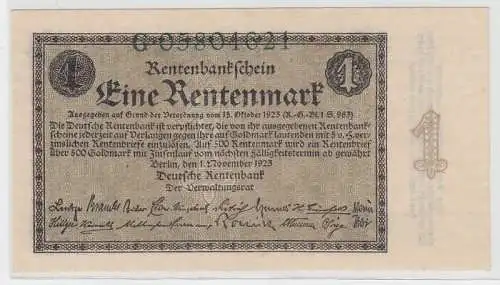 G·05804621
1 Rentenbankschein 1
Eine Rentenmark
Ausgegeben auf Grund der Verordnung vom 15. Oktober 1923 (R.-G.-Bl. I S. 963)
Die Deutsche Rentenbank ist verpflichtet, die von ihr ausgegebenen Rentenbank-
scheine jederzeit auf Verlangen gegen ihre auf Goldmark lautenden mit 5 v. H. ver-
zinslichen Rentenbriefe einzulösen. Auf 500 Rentenmark wird ein Rentenbrief
über 500 Goldmark mit Zinsenlauf vom nächsten Fälligkeitstermin ab gewährt
Berlin, den 1. November 1923
Deutsche Rentenbank
Der Verwaltungsrat
1